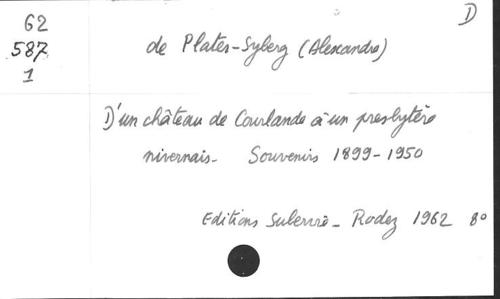 62
587
1
D
de Plater-Syberg (Alexandre)
D'un château de Courlande à un presbytère
nivernais. Souvenirs 1899-1950
Editions Subervie - Rodez 1962 8°